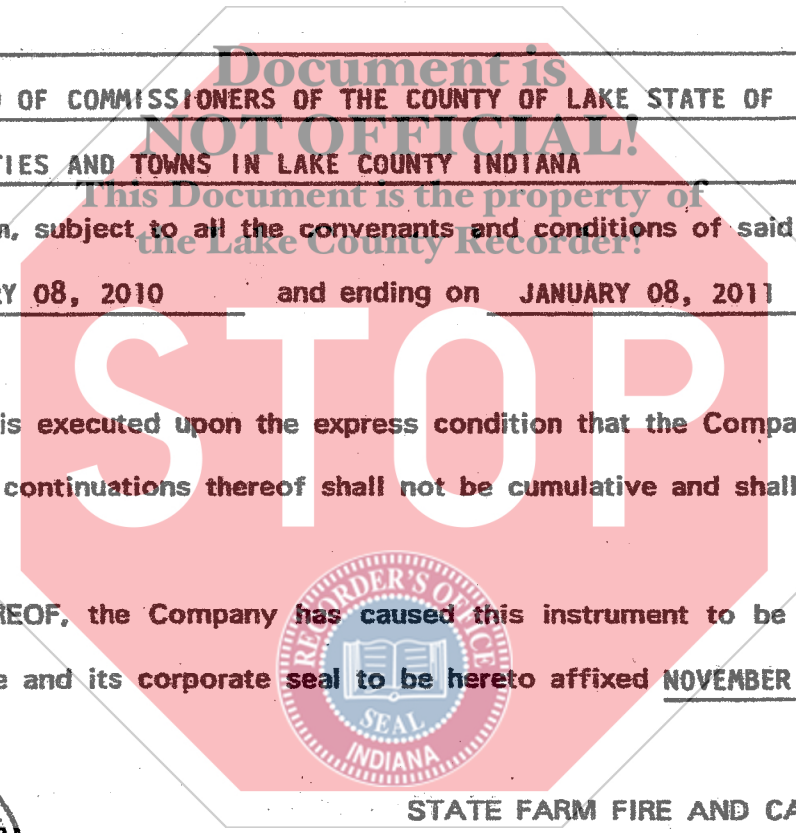 Document is
OF COMMISSIONERS OF THE COUNTY OF LAKE STATE OF
NOT OFFICIAL!
TIES AND TOWNS IN LAKE COUNTY INDIANA
This Document is the property of
subject to all the convenants and conditions of said
the Lake County Recorder!
RY 08, 2010 and ending on JANUARY 08, 2011
STOP
is executed upon the express condition that the Compa
continuations thereof shall not be cumulative and shall
REOF, the Company has caused this instrument to be
e and its corporate seal to be hereto affixed NOVEMBER
RECORDER'S OFFICE
SEAL
INDIANA
STATE FARM FIRE AND CA